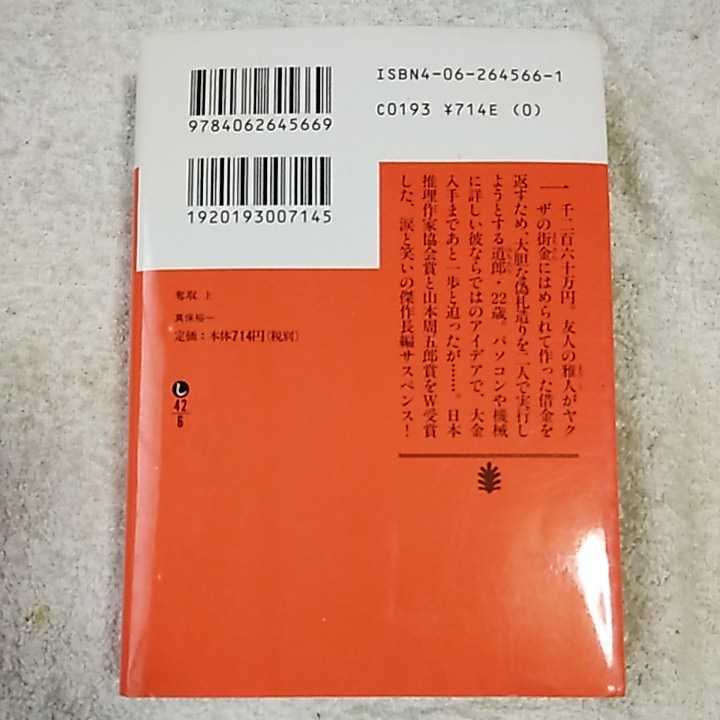 ISBN4-06-264566-1
C0193 ¥714E (0)
9784062645669
1920193007145
一千二百六十万円。友人の雅人がヤク
ザの街金にはめられて作った借金を
返すため、大胆な偽札造りを二人で実行し
ようとする道郎・22歳。パソコンや機械
に詳しい彼ならではのアイデアで、大金
入手まであと一歩と迫ったが……。日本
推理作家協会賞と山本周五郎賞をW受賞
した、涙と笑いの傑作長編サスペンス！
奪取 上
真保裕一
定価：本体714円(税別)
し
42
6